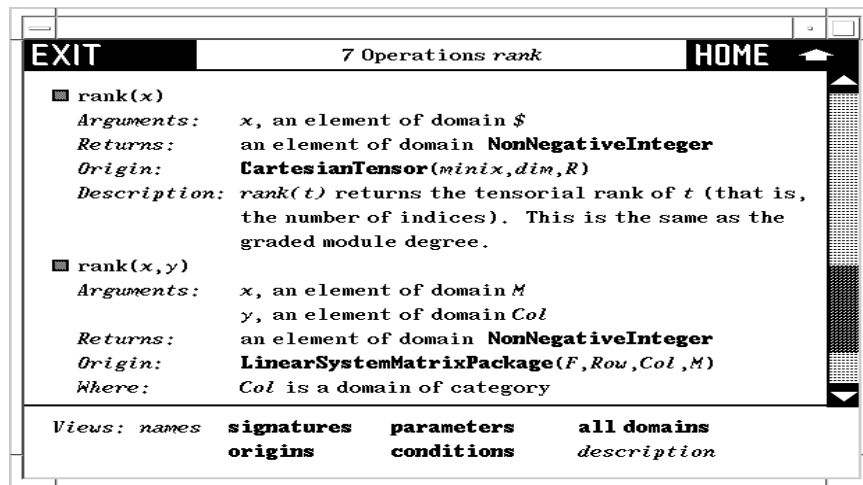 EXIT
7 Operations rank
HOME
rank(x)
Arguments: x, an element of domain $
Returns: an element of domain NonNegativeInteger
Origin: CartesianTensor(minix,dim,R)
Description: rank(t) returns the tensorial rank of t (that is,
the number of indices). This is the same as the
graded module degree.
rank(x,y)
Arguments: x, an element of domain M
y, an element of domain Col
Returns: an element of domain NonNegativeInteger
Origin: LinearSystemMatrixPackage(F,Row,Col,M)
Where: Col is a domain of category
Views: names signatures parameters all domains
origins conditions description